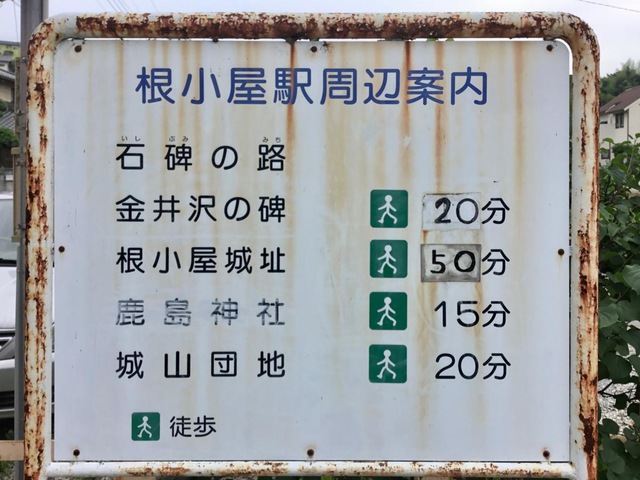 根小屋駅周辺案内
いし ぶみ みち
石碑の路
金井沢の碑 20分
根小屋城址 50分
鹿島神社 15分
城山団地 20分
徒歩